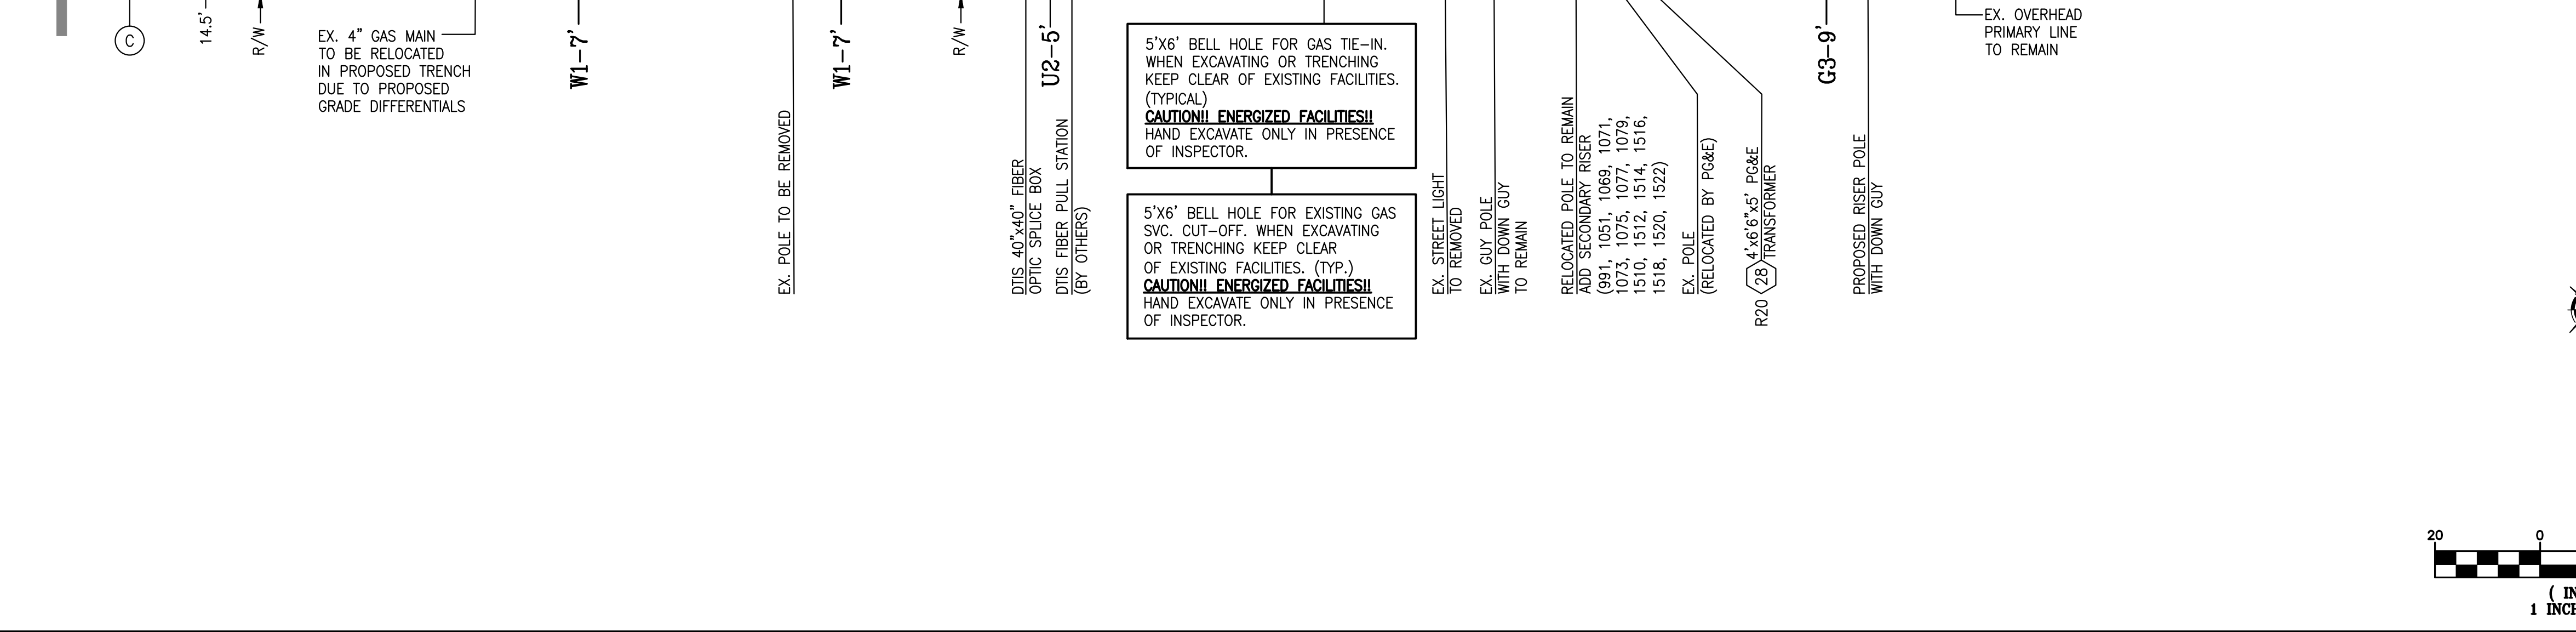 C
14.5'
R/W
EX. 4" GAS MAIN
TO BE RELOCATED
IN PROPOSED TRENCH
DUE TO PROPOSED
GRADE DIFFERENTIALS
W1-7'
EX. POLE TO BE REMOVED
W1-7'
R/W
DTIS 40"x40" FIBER
OPTIC SPLICE BOX
U2-5'
DTIS FIBER PULL STATION
(BY OTHERS)
5'X6' BELL HOLE FOR GAS TIE-IN.
WHEN EXCAVATING OR TRENCHING
KEEP CLEAR OF EXISTING FACILITIES.
(TYPICAL)
CAUTION!! ENERGIZED FACILITIES!!
HAND EXCAVATE ONLY IN PRESENCE
OF INSPECTOR.
5'X6' BELL HOLE FOR EXISTING GAS
SVC. CUT-OFF. WHEN EXCAVATING
OR TRENCHING KEEP CLEAR
OF EXISTING FACILITIES. (TYP.)
CAUTION!! ENERGIZED FACILITIES!!
HAND EXCAVATE ONLY IN PRESENCE
OF INSPECTOR.
EX. STREET LIGHT
TO REMOVED
EX. GUY POLE
WITH DOWN GUY
TO REMAIN
RELOCATED POLE TO REMAIN
ADD SECONDARY RISER
(991, 1051, 1069, 1071,
1073, 1075, 1077, 1079,
1510, 1512, 1514, 1516,
1518, 1520, 1522)
EX. POLE
(RELOCATED BY PG&E)
R20 28 4'x6'6"x5' PG&E
TRANSFORMER
G3-9'
PROPOSED RISER POLE
WITH DOWN GUY
EX. OVERHEAD
PRIMARY LINE
TO REMAIN
20 0
( IN
1 INCH